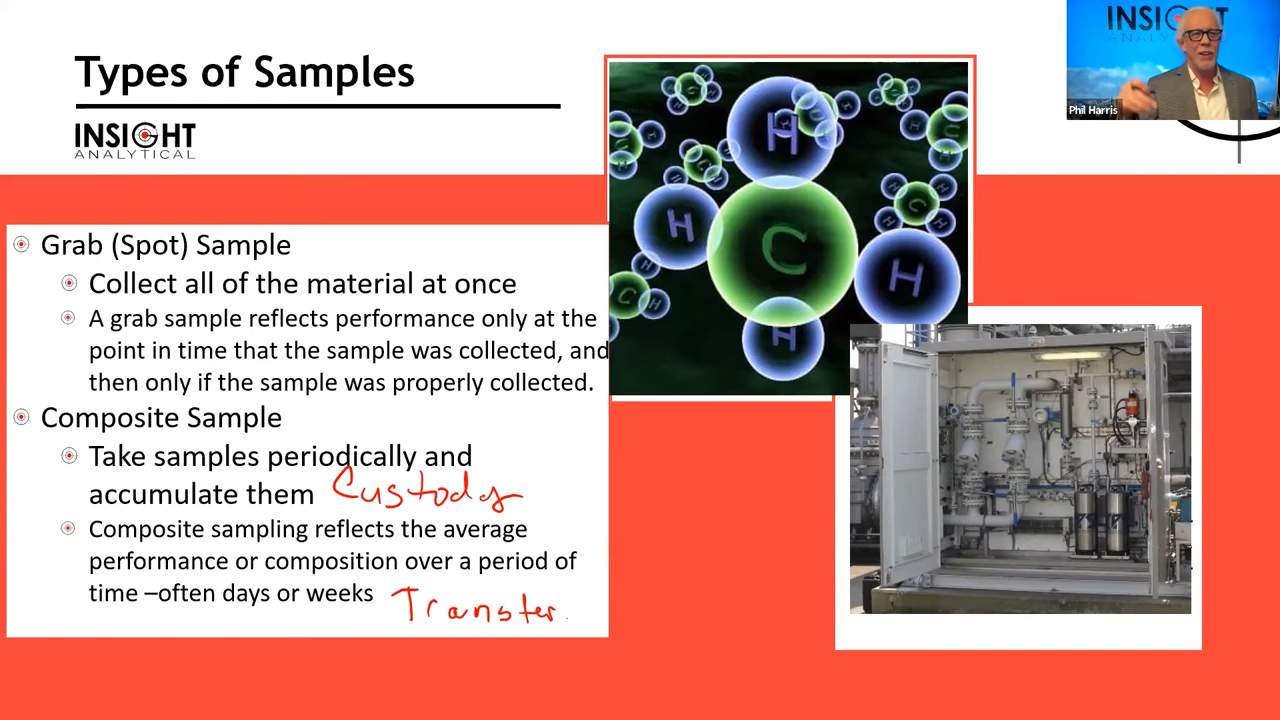 Types of Samples
INSIGHT
ANALYTICAL
INSIGHT
Phil Harris
Grab (Spot) Sample
Collect all of the material at once
A grab sample reflects performance only at the
point in time that the sample was collected, and
then only if the sample was properly collected.
Composite Sample
Take samples periodically and
accumulate them Custody
Composite sampling reflects the average
performance or composition over a period of
time –often days or weeks
Transfer
H
H
C
H
H